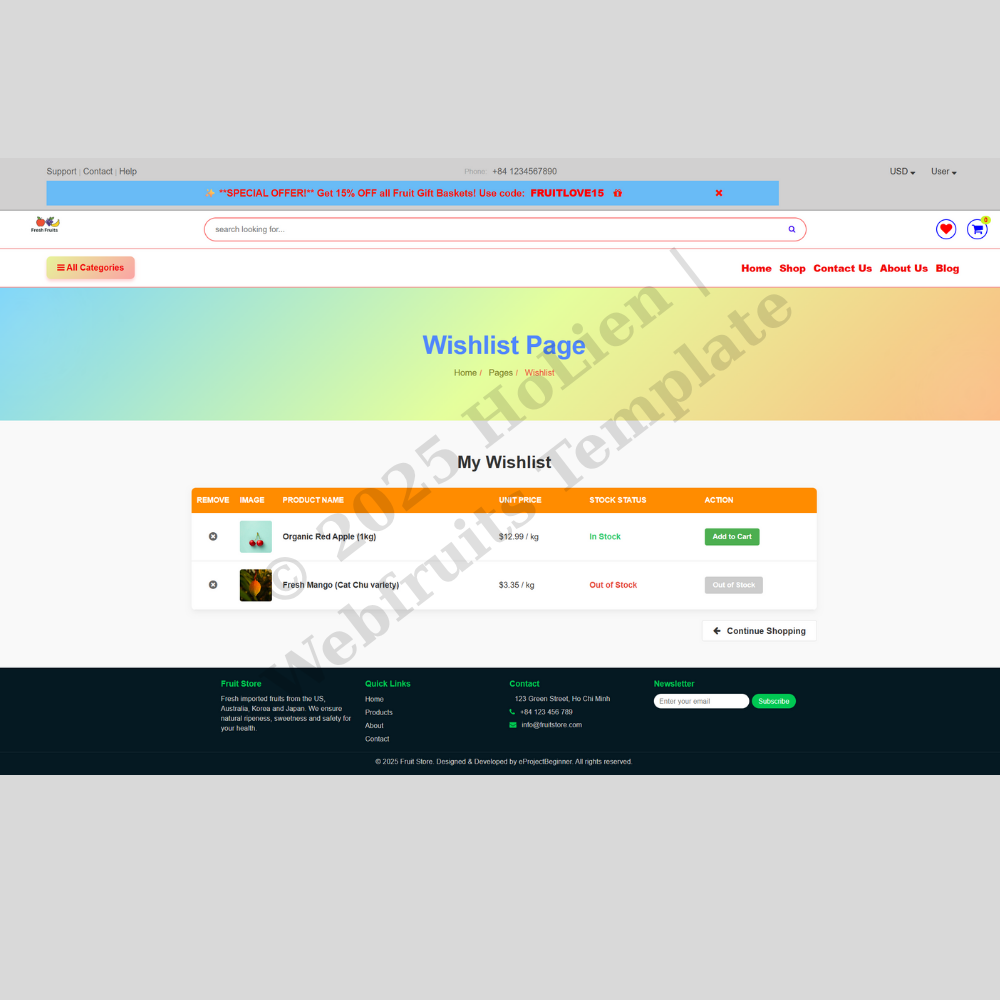 Support | Contact | Help
Phone: +84 1234567890
USD
User
**SPECIAL OFFER!** Get 15% OFF all Fruit Gift Baskets! Use code: FRUITLOVE15
Fresh Fruits
search looking for...
0
All Categories
Home Shop Contact Us About Us Blog
Wishlist Page
Home / Pages / Wishlist
My Wishlist
REMOVE IMAGE PRODUCT NAME UNIT PRICE STOCK STATUS ACTION
Organic Red Apple (1kg) $12.99 / kg In Stock Add to Cart
Fresh Mango (Cat Chu variety) $3.35 / kg Out of Stock Out of Stock
Continue Shopping
© 2025 HoLien |
Webfruits Template
Fruit Store
Fresh imported fruits from the US,
Australia, Korea and Japan. We ensure
natural ripeness, sweetness and safety for
your health.
Quick Links
Home
Products
About
Contact
Contact
123 Green Street, Ho Chi Minh
+84 123 456 789
info@fruitstore.com
Newsletter
Enter your email Subscribe
© 2025 Fruit Store. Designed & Developed by eProjectBeginner. All rights reserved.